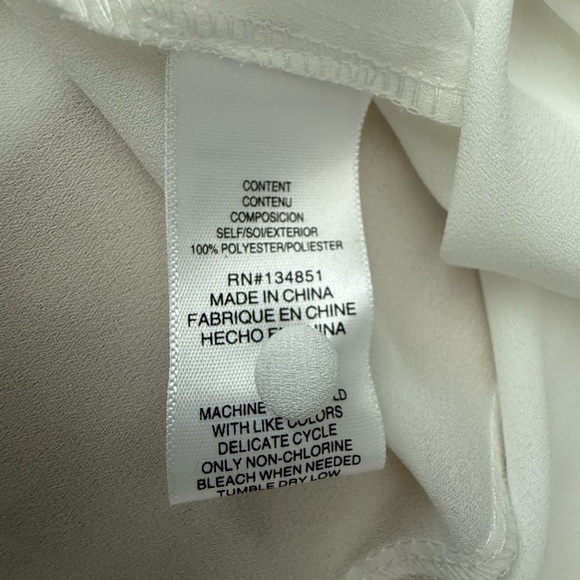 CONTENT
CONTENU
COMPOSICION
SELF/SOI/EXTERIOR
100% POLYESTER/POLIESTER
RN#134851
MADE IN CHINA
FABRIQUE EN CHINE
HECHO
MACHINE
WITH LIKE COLORS
DELICATE CYCLE
ONLY NON-CHLORINE
BLEACH WHEN NEEDED
TUMBLE DRY LOW